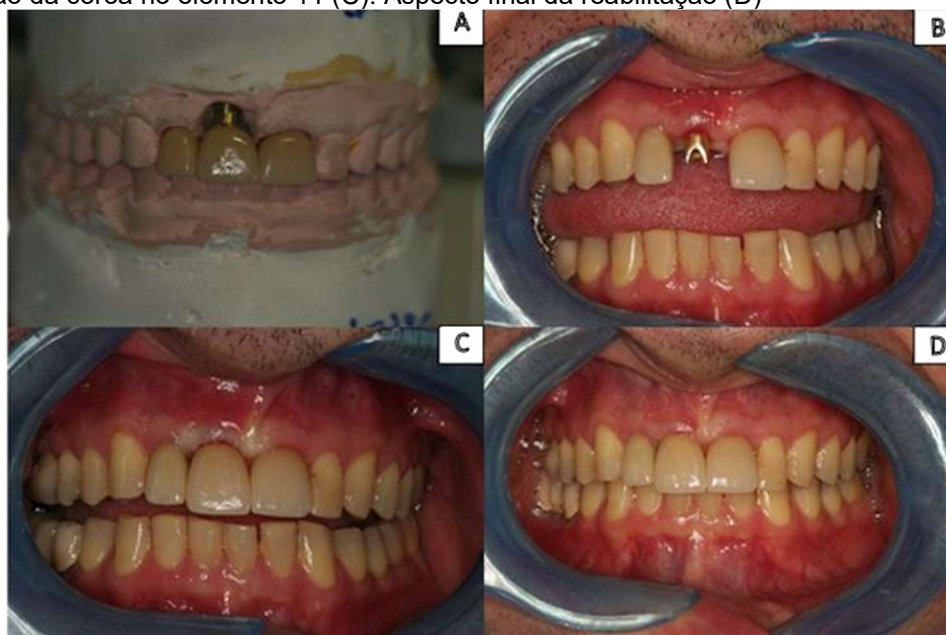 da coroa no elemento 11 (C). Aspecto final da reabilitação (D)
A
B
C
D